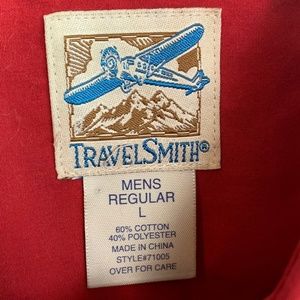 TRAVELSMITH®
MENS
REGULAR
L
60% COTTON
40% POLYESTER
MADE IN CHINA
STYLE#71005
OVER FOR CARE